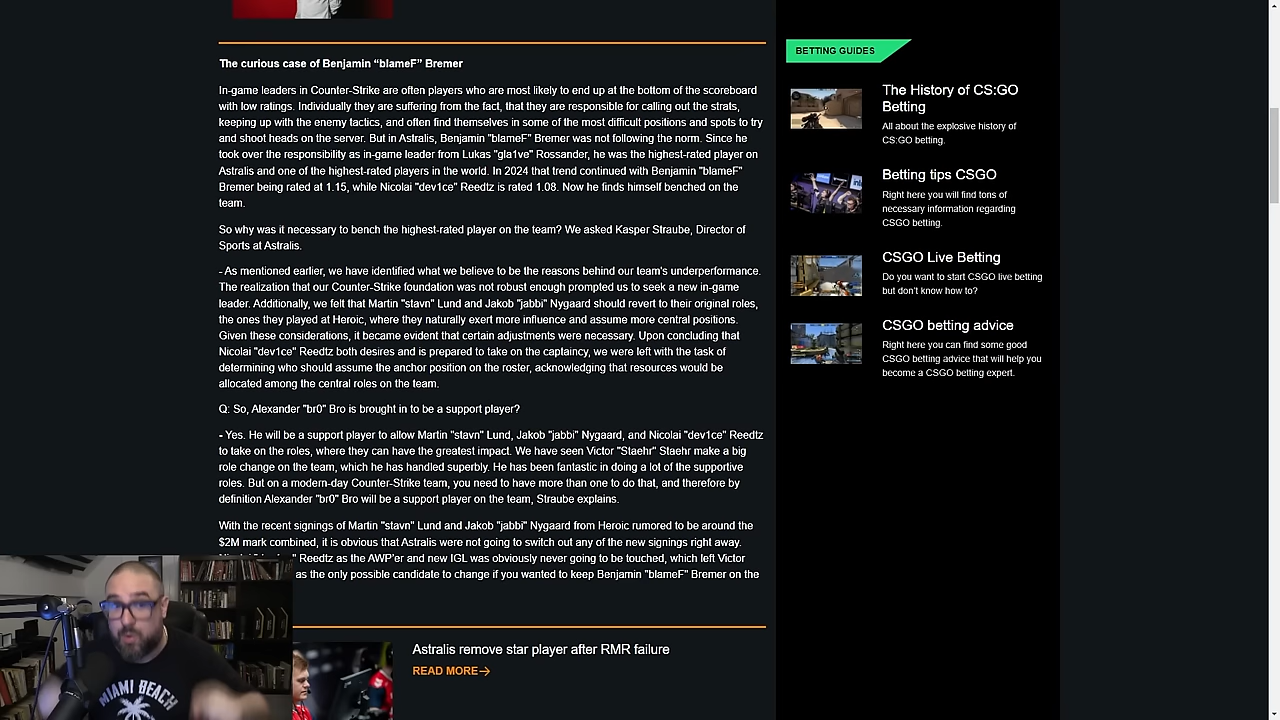 The curious case of Benjamin “blameF” Bremer
In-game leaders in Counter-Strike are often players who are most likely to end up at the bottom of the scoreboard
with low ratings. Individually they are suffering from the fact, that they are responsible for calling out the strats,
keeping up with the enemy tactics, and often find themselves in some of the most difficult positions and spots to try
and shoot heads on the server. But in Astralis, Benjamin "blameF" Bremer was not following the norm. Since he
took over the responsibility as in-game leader from Lukas "gla1ve" Rossander, he was the highest-rated player on
Astralis and one of the highest-rated players in the world. In 2024 that trend continued with Benjamin "blameF"
Bremer being rated at 1.15, while Nicolai "dev1ce" Reedtz is rated 1.08. Now he finds himself benched on the
team.
So why was it necessary to bench the highest-rated player on the team? We asked Kasper Straube, Director of
Sports at Astralis.
- As mentioned earlier, we have identified what we believe to be the reasons behind our team's underperformance.
The realization that our Counter-Strike foundation was not robust enough prompted us to seek a new in-game
leader. Additionally, we felt that Martin "stavn" Lund and Jakob "jabbi" Nygaard should revert to their original roles,
the ones they played at Heroic, where they naturally exert more influence and assume more central positions.
Given these considerations, it became evident that certain adjustments were necessary. Upon concluding that
Nicolai "dev1ce" Reedtz both desires and is prepared to take on the captaincy, we were left with the task of
determining who should assume the anchor position on the roster, acknowledging that resources would be
allocated among the central roles on the team.
Q: So, Alexander "br0" Bro is brought in to be a support player?
- Yes. He will be a support player to allow Martin "stavn" Lund, Jakob "jabbi" Nygaard, and Nicolai "dev1ce" Reedtz
to take on the roles, where they can have the greatest impact. We have seen Victor "Staehr" Staehr make a big
role change on the team, which he has handled superbly. He has been fantastic in doing a lot of the supportive
roles. But on a modern-day Counter-Strike team, you need to have more than one to do that, and therefore by
definition Alexander "br0" Bro will be a support player on the team, Straube explains.
With the recent signings of Martin "stavn" Lund and Jakob "jabbi" Nygaard from Heroic rumored to be around the
$2M mark combined, it is obvious that Astralis were not going to switch out any of the new signings right away.
Reedtz as the AWP'er and new IGL was obviously never going to be touched, which left Victor
as the only possible candidate to change if you wanted to keep Benjamin "blameF" Bremer on the
Astralis remove star player after RMR failure
READ MORE
BETTING GUIDES
The History of CS:GO
Betting
All about the explosive history of
CS:GO betting.
Betting tips CSGO
Right here you will find tons of
necessary information regarding
CSGO betting.
CSGO Live Betting
Do you want to start CSGO live betting
but don't know how to?
CSGO betting advice
Right here you can find some good
CSGO betting advice that will help you
become a CSGO betting expert.
MIAMI BEACH